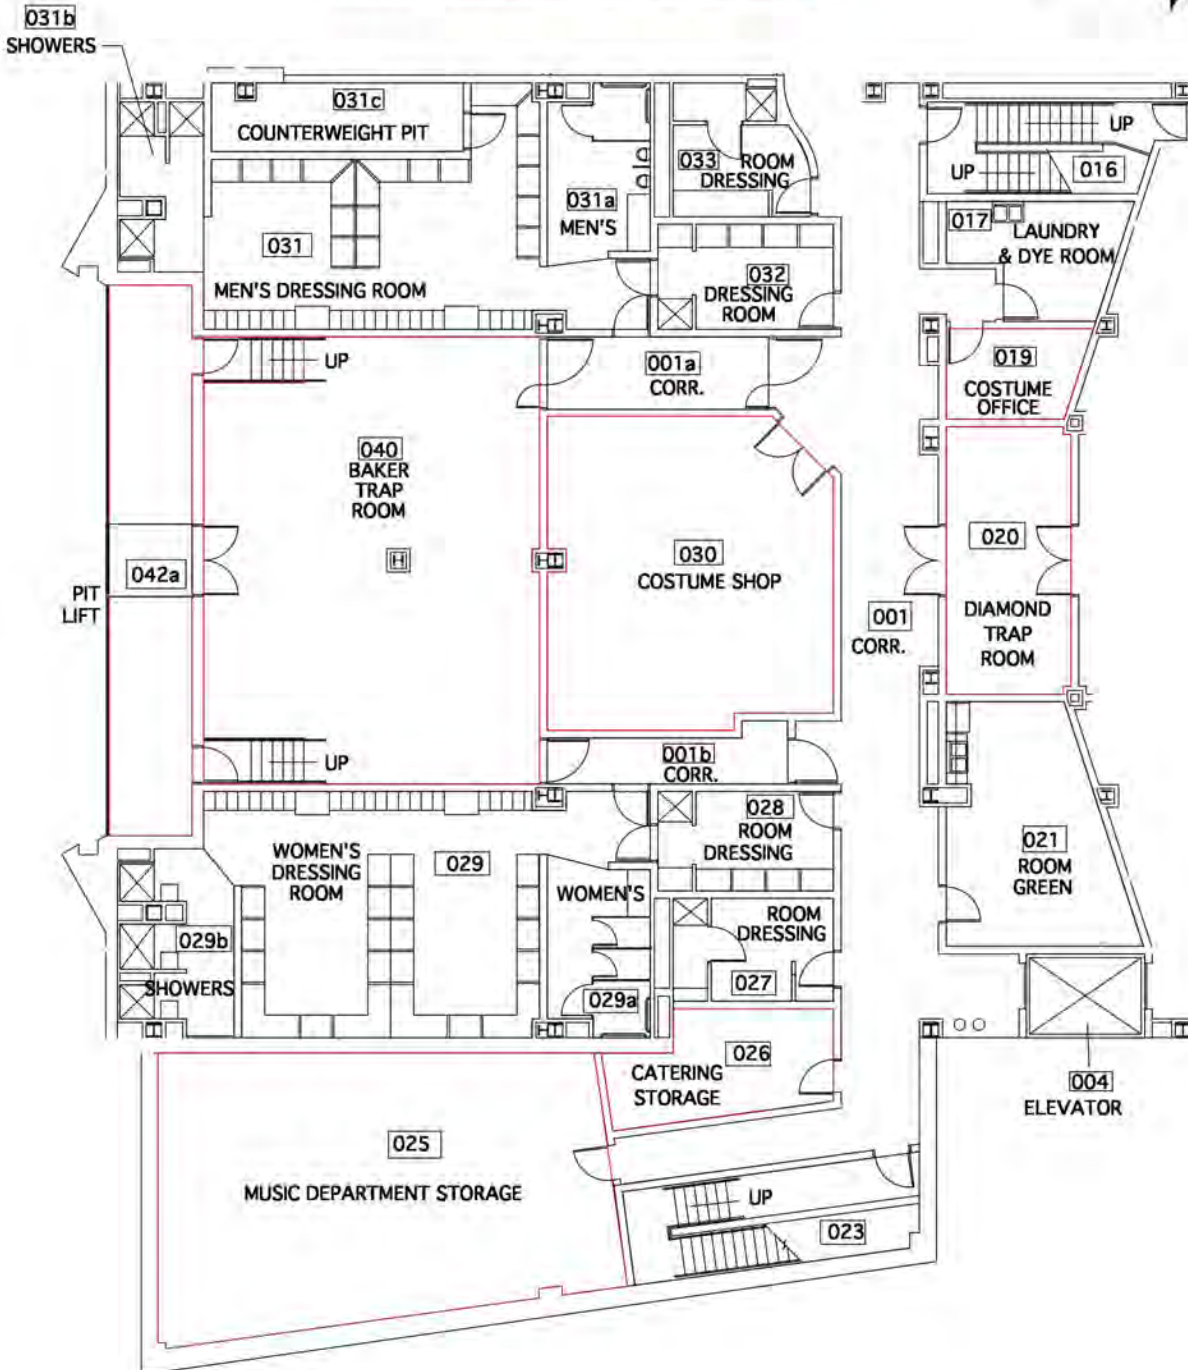 031b
SHOWERS
031c
COUNTERWEIGHT PIT
033
ROOM
DRESSING
UP
UP
016
031a
MEN'S
017
LAUNDRY
& DYE ROOM
031
032
DRESSING
ROOM
MEN'S DRESSING ROOM
UP
001a
CORR.
019
COSTUME
OFFICE
040
BAKER
TRAP
ROOM
020
DIAMOND
TRAP
ROOM
030
COSTUME SHOP
042a
PIT
LIFT
001
CORR.
UP
001b
CORR.
028
ROOM
DRESSING
021
ROOM
GREEN
WOMEN'S
DRESSING
ROOM
029
WOMEN'S
ROOM
DRESSING
027
029b
SHOWERS
029a
026
CATERING
STORAGE
004
ELEVATOR
025
MUSIC DEPARTMENT STORAGE
UP
023
H